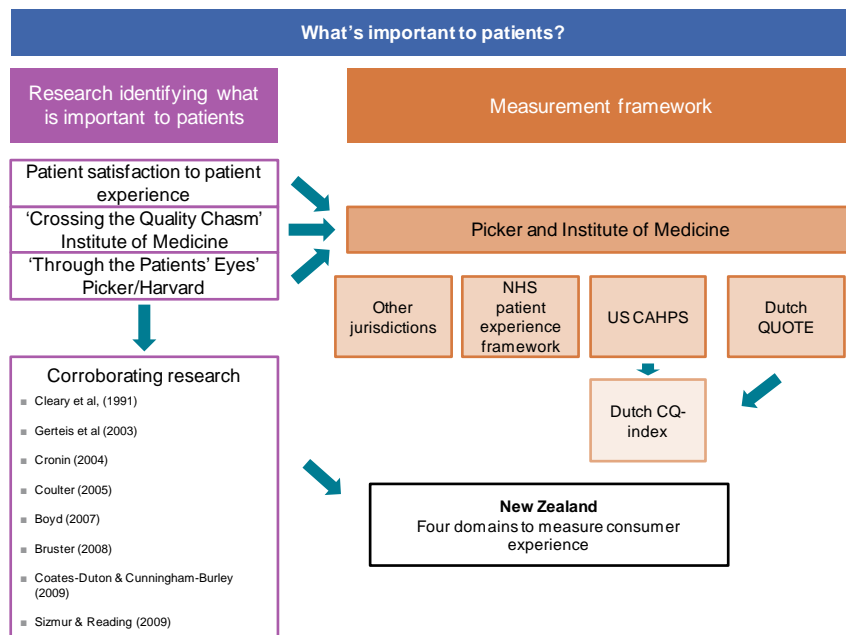 What's important to patients?
Research identifying what
is important to patients
Measurement framework
Patient satisfaction to patient
experience
'Crossing the Quality Chasm'
Institute of Medicine
'Through the Patients' Eyes'
Picker/Harvard
Picker and Institute of Medicine
Other
jurisdictions
NHS
patient
experience
framework
US CAHPS
Dutch
QUOTE
Dutch CQ-
index
Corroborating research
Cleary et al, (1991)
Gerteis et al (2003)
Cronin (2004)
Coulter (2005)
Boyd (2007)
Bruster (2008)
Coates-Duton & Cunningham-Burley
(2009)
Sizmur & Reading (2009)
New Zealand
Four domains to measure consumer
experience